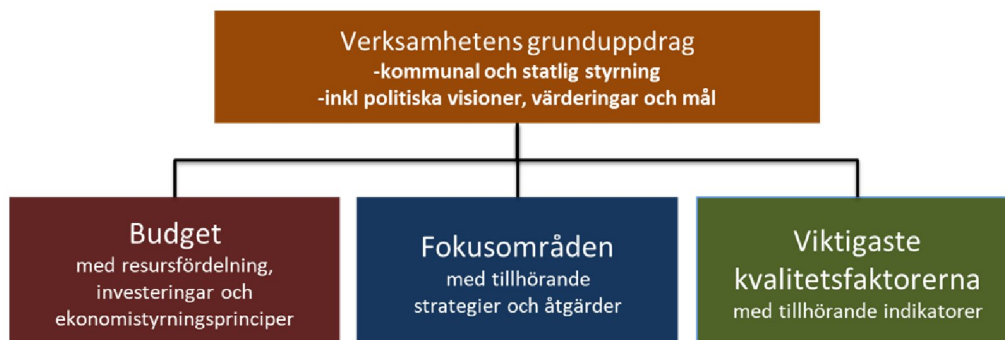 Verksamhetens grunduppdrag
-kommunal och statlig styrning
-inkl politiska visioner, värderingar och mål
Budget
med resursfördelning,
investeringar och
ekonomistyrningsprinciper
Fokusområden
med tillhörande
strategier och åtgärder
Viktigaste
kvalitetsfaktorerna
med tillhörande indikatorer